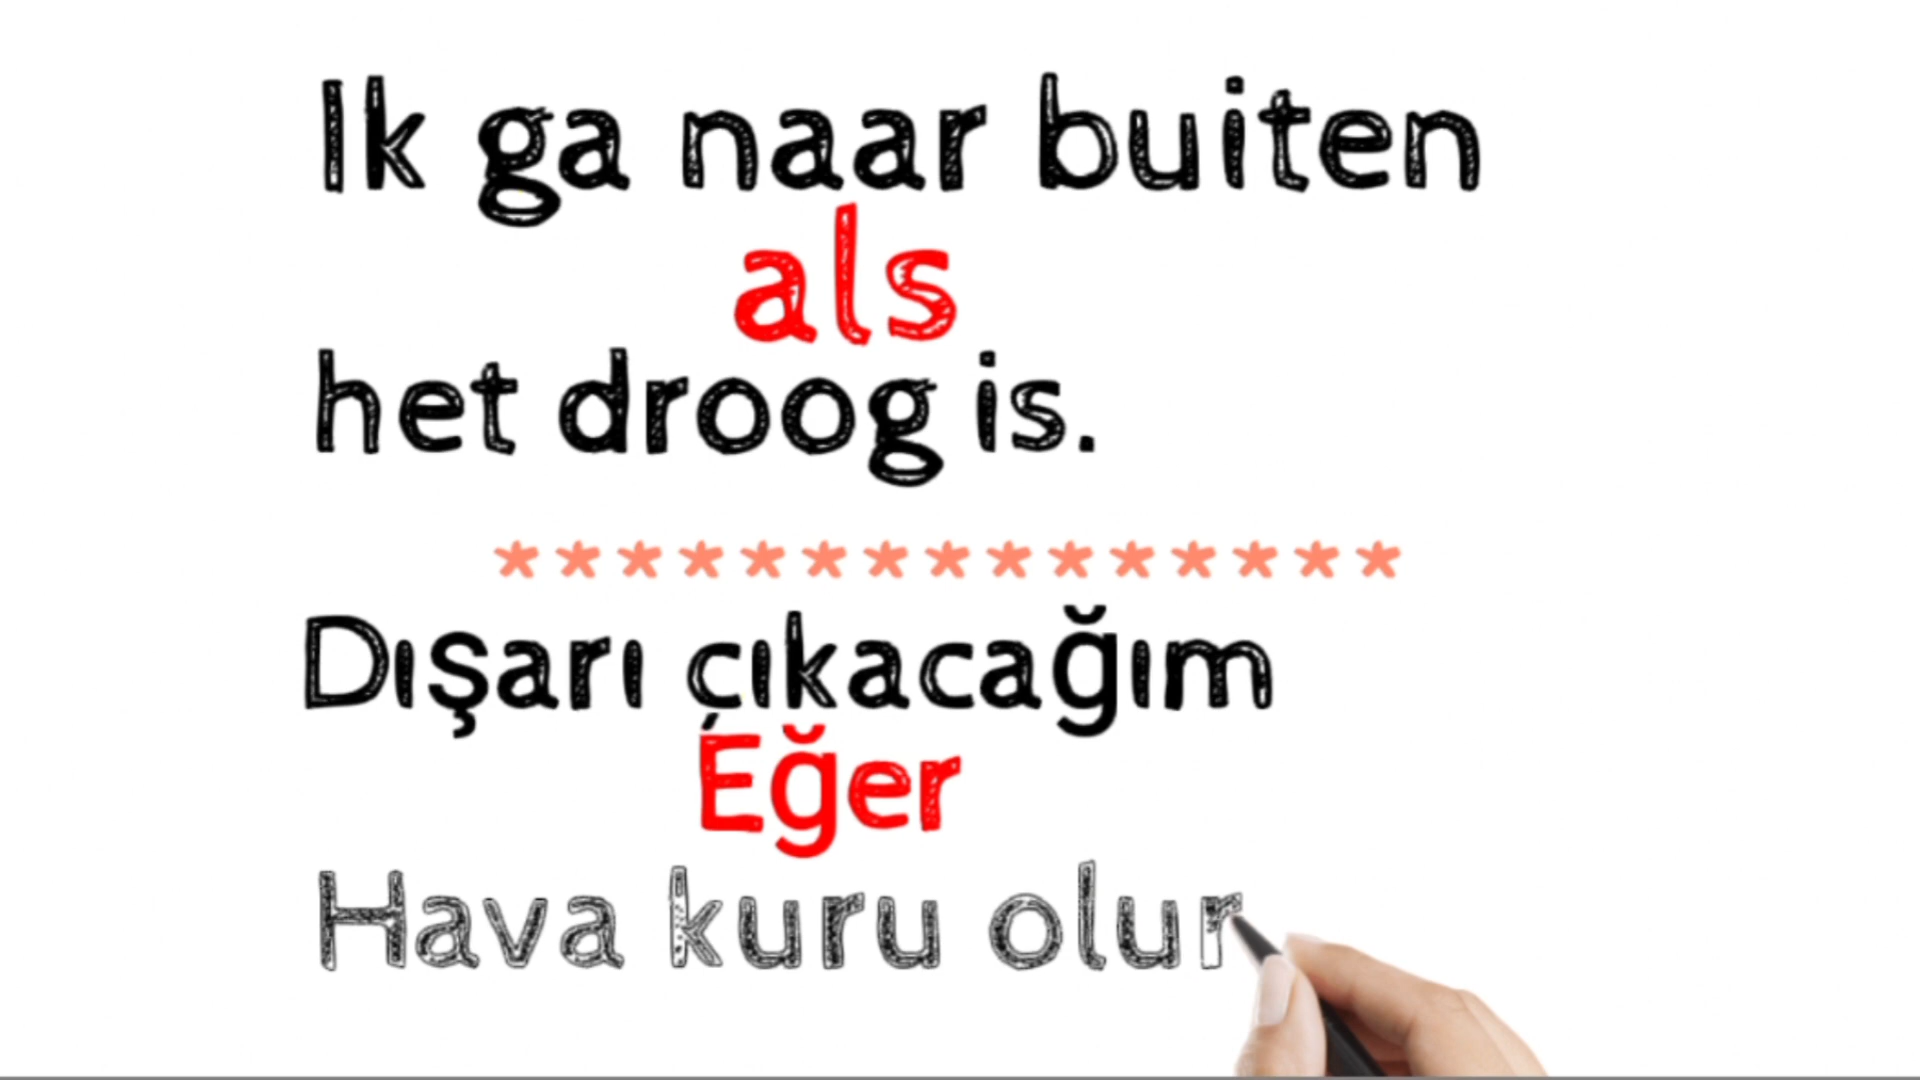 Ik ga naar buiten
als
het droog is.
****************
Dışarı çıkacağım
Eğer
Hava kuru olur